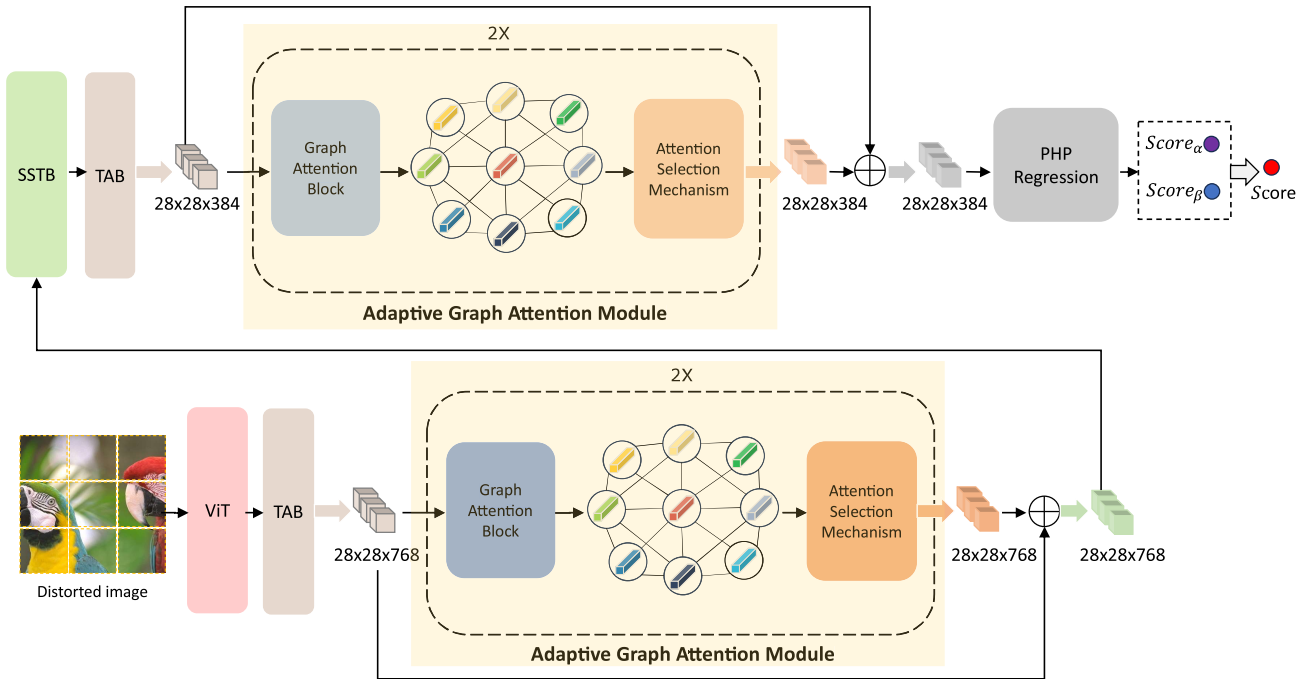 2X
SSTB
TAB
Graph
Attention
Block
Attention
Selection
Mechanism
28x28x384
28x28x384
28x28x384
PHP
Regression
Scoreα
Scoreβ
Score
Adaptive Graph Attention Module
2X
ViT
TAB
Graph
Attention
Block
Attention
Selection
Mechanism
28x28x768
28x28x768
28x28x768
Distorted image
Adaptive Graph Attention Module